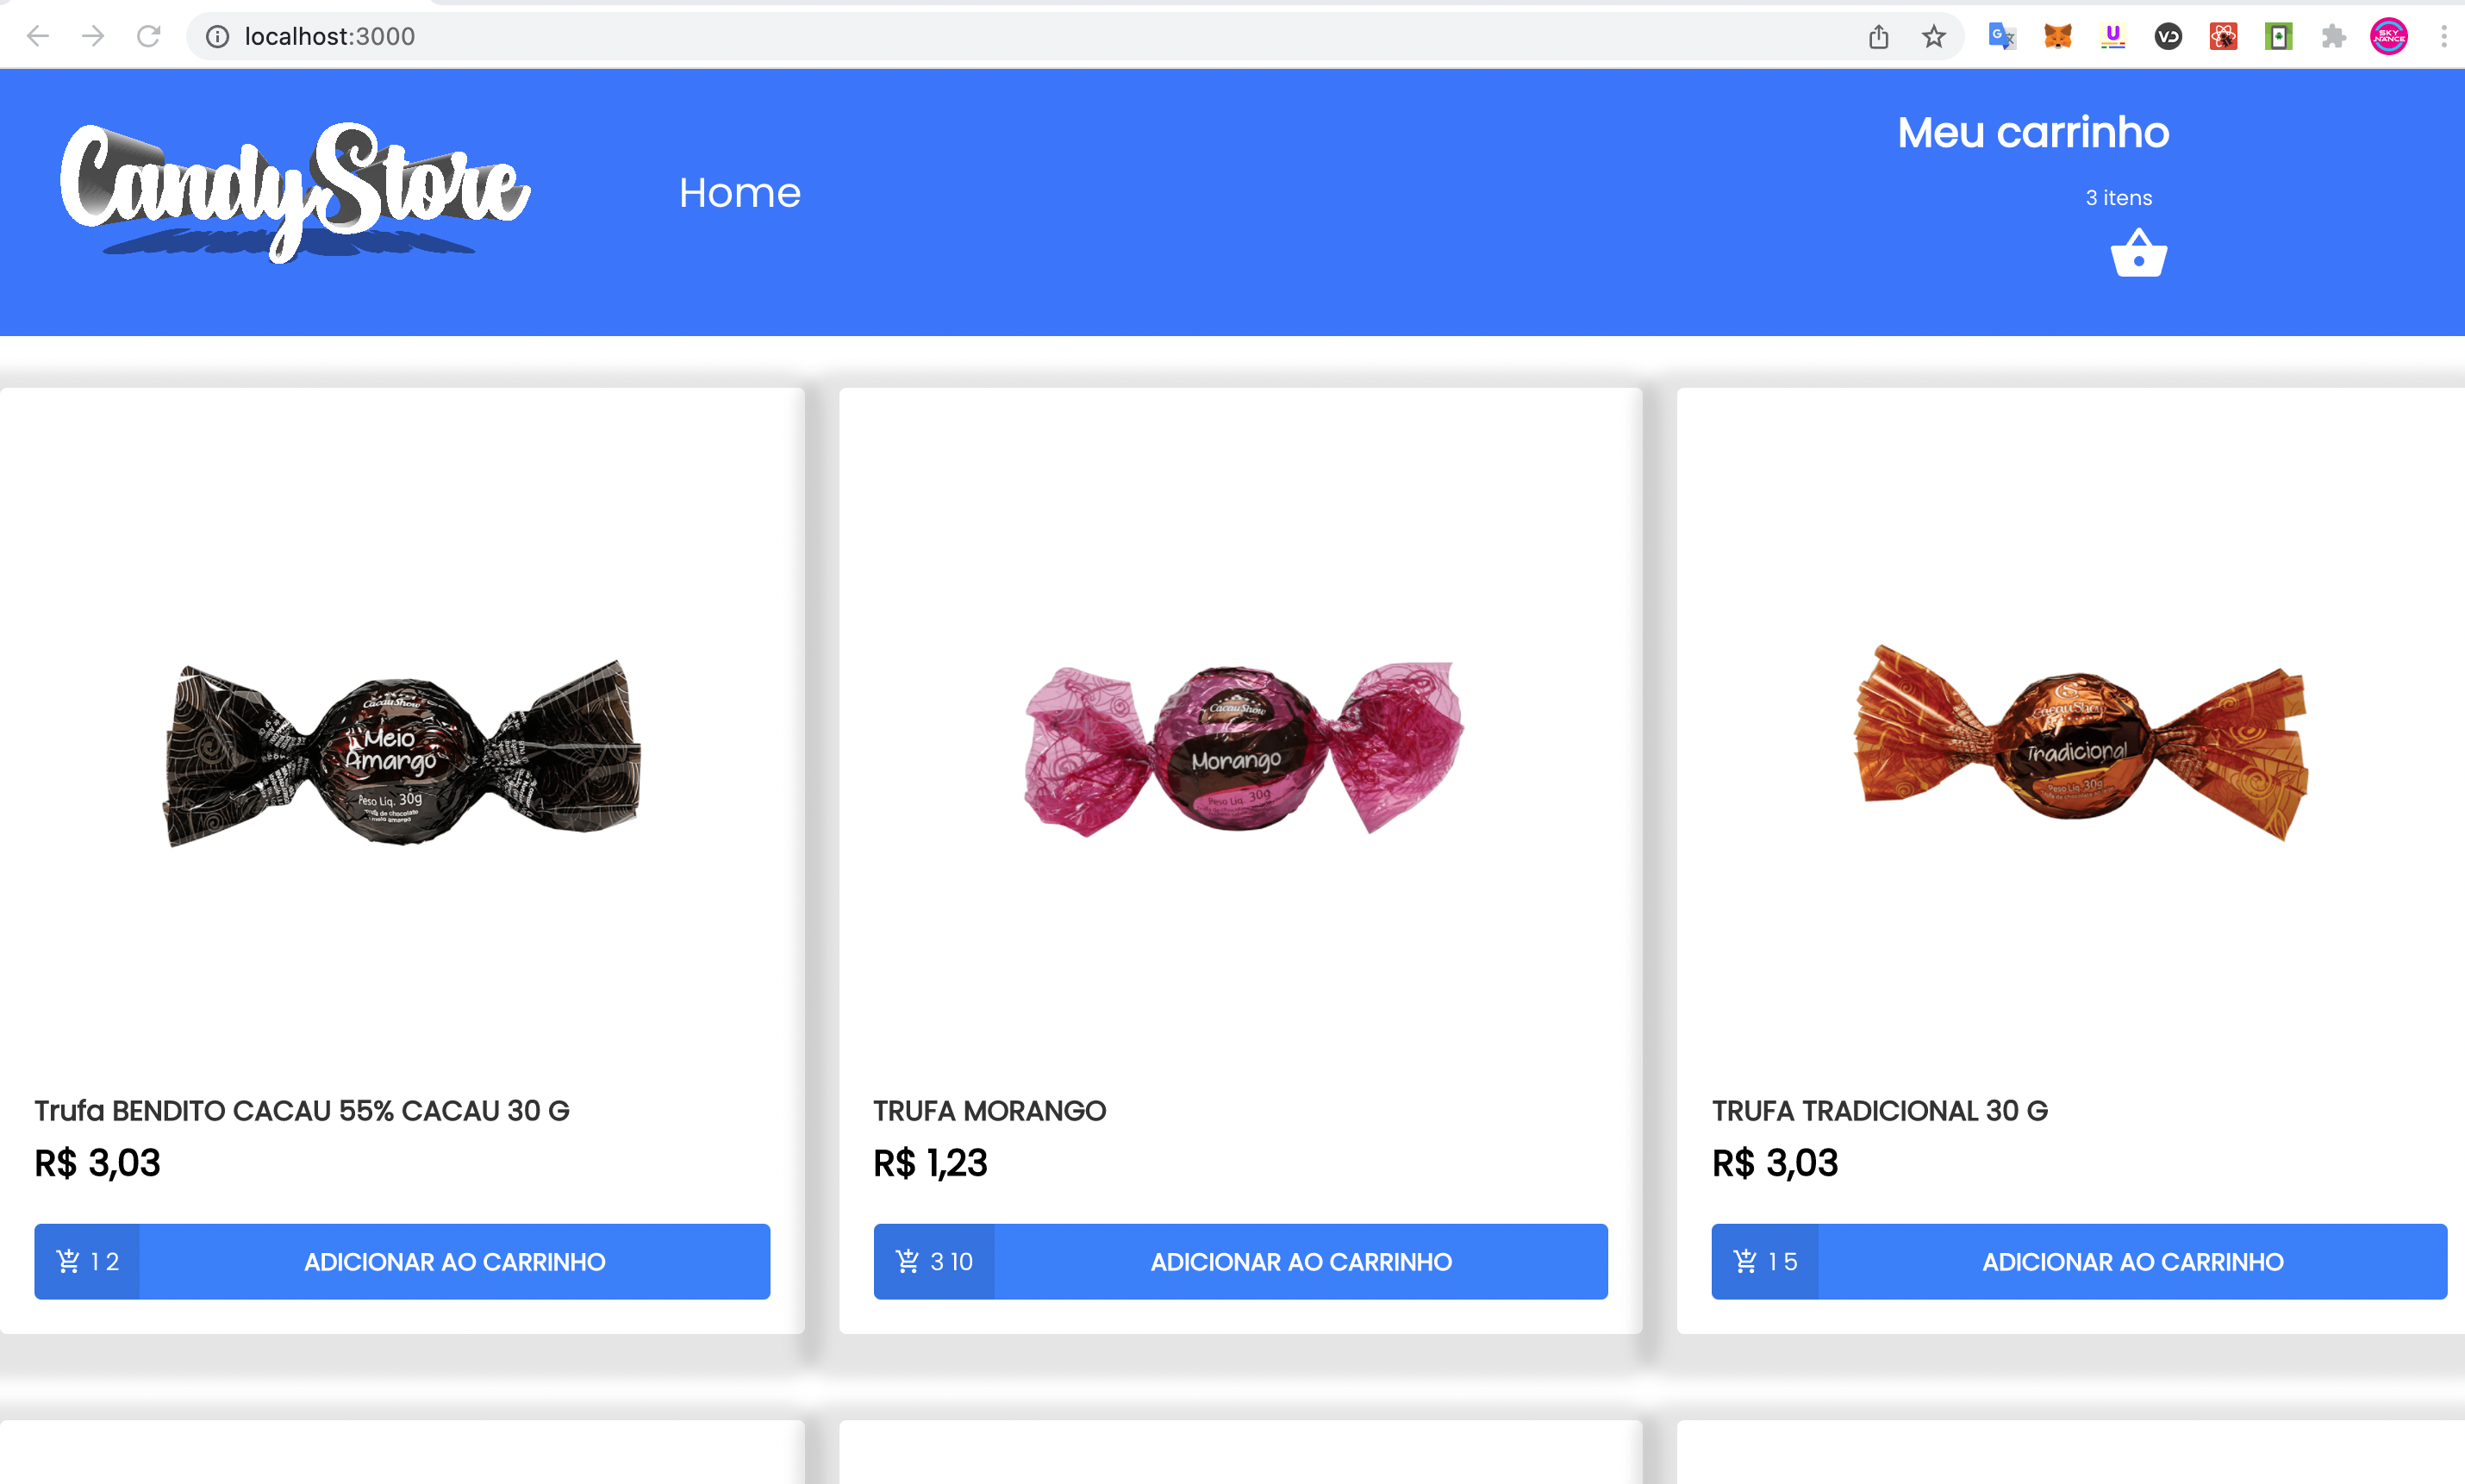 localhost:3000
CandyStore
Home
Meu carrinho
3 itens
CacauShow
Meio
Amargo
Peso Líq. 30g
CacauShow
Morango
Peso Líq. 30g
CacauShow
Tradicional
Peso Líq. 30g
Trufa BENDITO CACAU 55% CACAU 30 G
R$ 3,03
1 2 ADICIONAR AO CARRINHO
TRUFA MORANGO
R$ 1,23
3 10 ADICIONAR AO CARRINHO
TRUFA TRADICIONAL 30 G
R$ 3,03
1 5 ADICIONAR AO CARRINHO